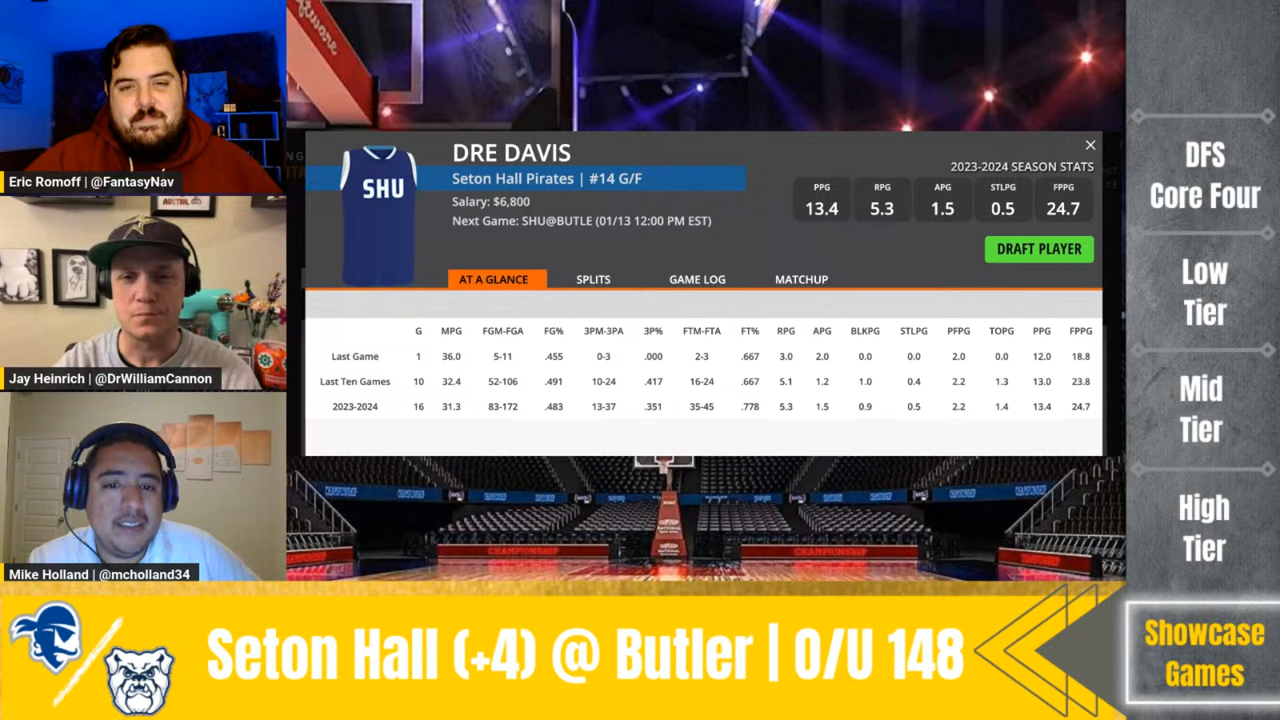 Eric Romoff | @FantasyNav
Jay Heinrich | @DrWilliamCannon
Mike Holland | @mcholland34
SHU
DRE DAVIS
Seton Hall Pirates | #14 G/F
Salary: $6,800
Next Game: SHU@BUTLE (01/13 12:00 PM EST)
2023-2024 SEASON STATS
PPG RPG APG STLPG FPPG
13.4 5.3 1.5 0.5 24.7
DRAFT PLAYER
AT A GLANCE SPLITS GAME LOG MATCHUP
G MPG FGM-FGA FG% 3PM-3PA 3P% FTM-FTA FT% RPG APG BLKPG STLPG PFPG TOPG PPG FPPG
Last Game 1 36.0 5-11 .455 0-3 .000 2-3 .667 3.0 2.0 0.0 0.0 2.0 0.0 12.0 18.8
Last Ten Games 10 32.4 52-106 .491 10-24 .417 16-24 .667 5.1 1.2 1.0 0.4 2.2 1.3 13.0 23.8
2023-2024 16 31.3 83-172 .483 13-37 .351 35-45 .778 5.3 1.5 0.9 0.5 2.2 1.4 13.4 24.7
CHAMPIONSHIP
CHAMPIONSHIP
DFS
Core Four
Low
Tier
Mid
Tier
High
Tier
Showcase
Games
Seton Hall (+4) @ Butler | O/U 148